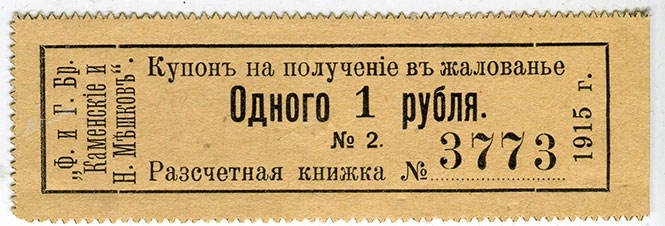 „Ф. и Г. Бр.
Каменскіе и
Н. Мѣшковъ“.
Купонъ на полученіе въ жалованье
Одного 1 рубля.
№ 2.
Разсчетная книжка № 3773
1915 г.